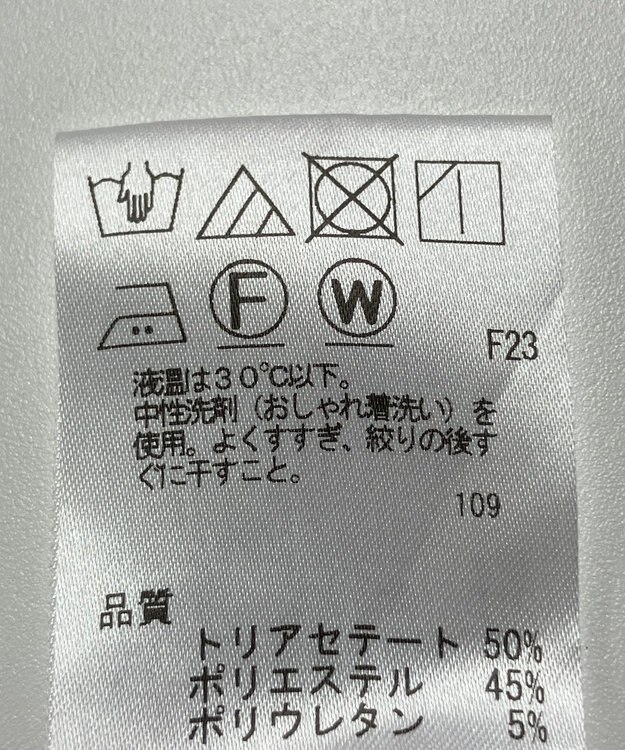 F W
F23
液温は30℃以下。
中性洗剤（おしゃれ着洗い）を
使用。よくすすぎ、絞りの後す
ぐに干すこと。
109
品質
トリアセテート 50%
ポリエステル 45%
ポリウレタン 5%